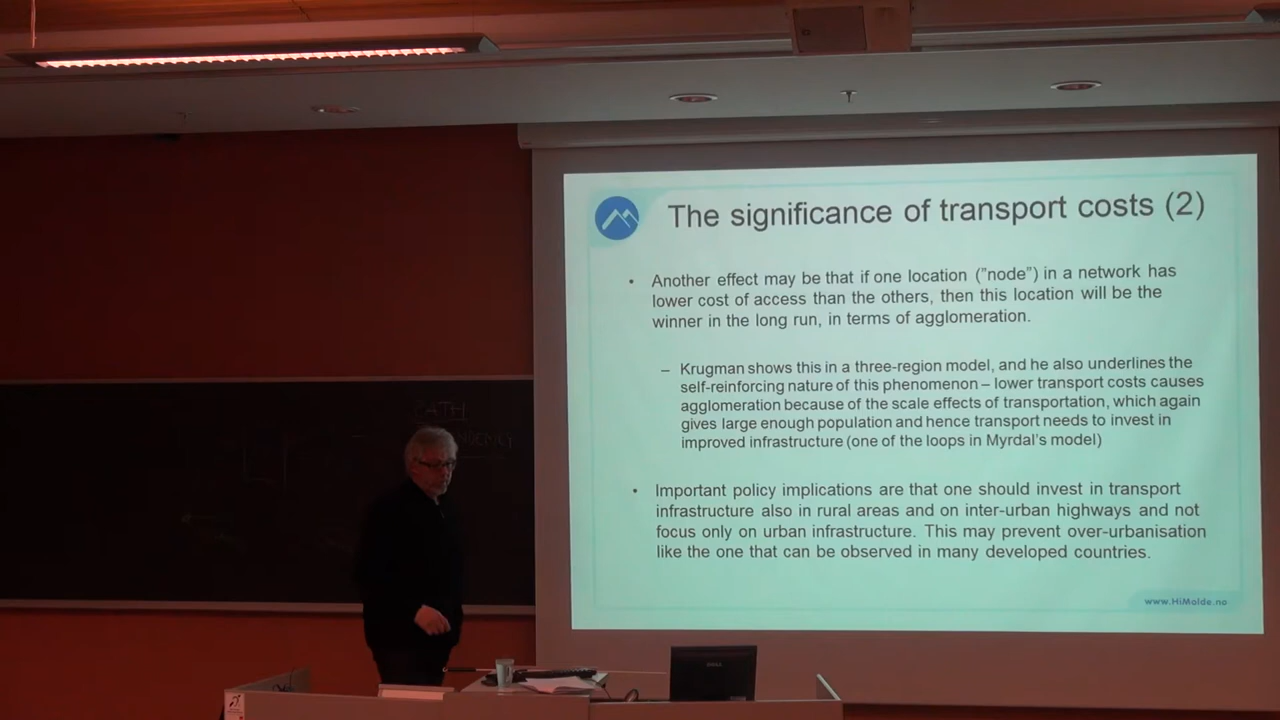 The significance of transport costs (2)
• Another effect may be that if one location ("node") in a network has
lower cost of access than the others, then this location will be the
winner in the long run, in terms of agglomeration.
– Krugman shows this in a three-region model, and he also underlines the
self-reinforcing nature of this phenomenon – lower transport costs causes
agglomeration because of the scale effects of transportation, which again
gives large enough population and hence transport needs to invest in
improved infrastructure (one of the loops in Myrdal's model)
• Important policy implications are that one should invest in transport
infrastructure also in rural areas and on inter-urban highways and not
focus only on urban infrastructure. This may prevent over-urbanisation
like the one that can be observed in many developed countries.
www.HiMolde.no